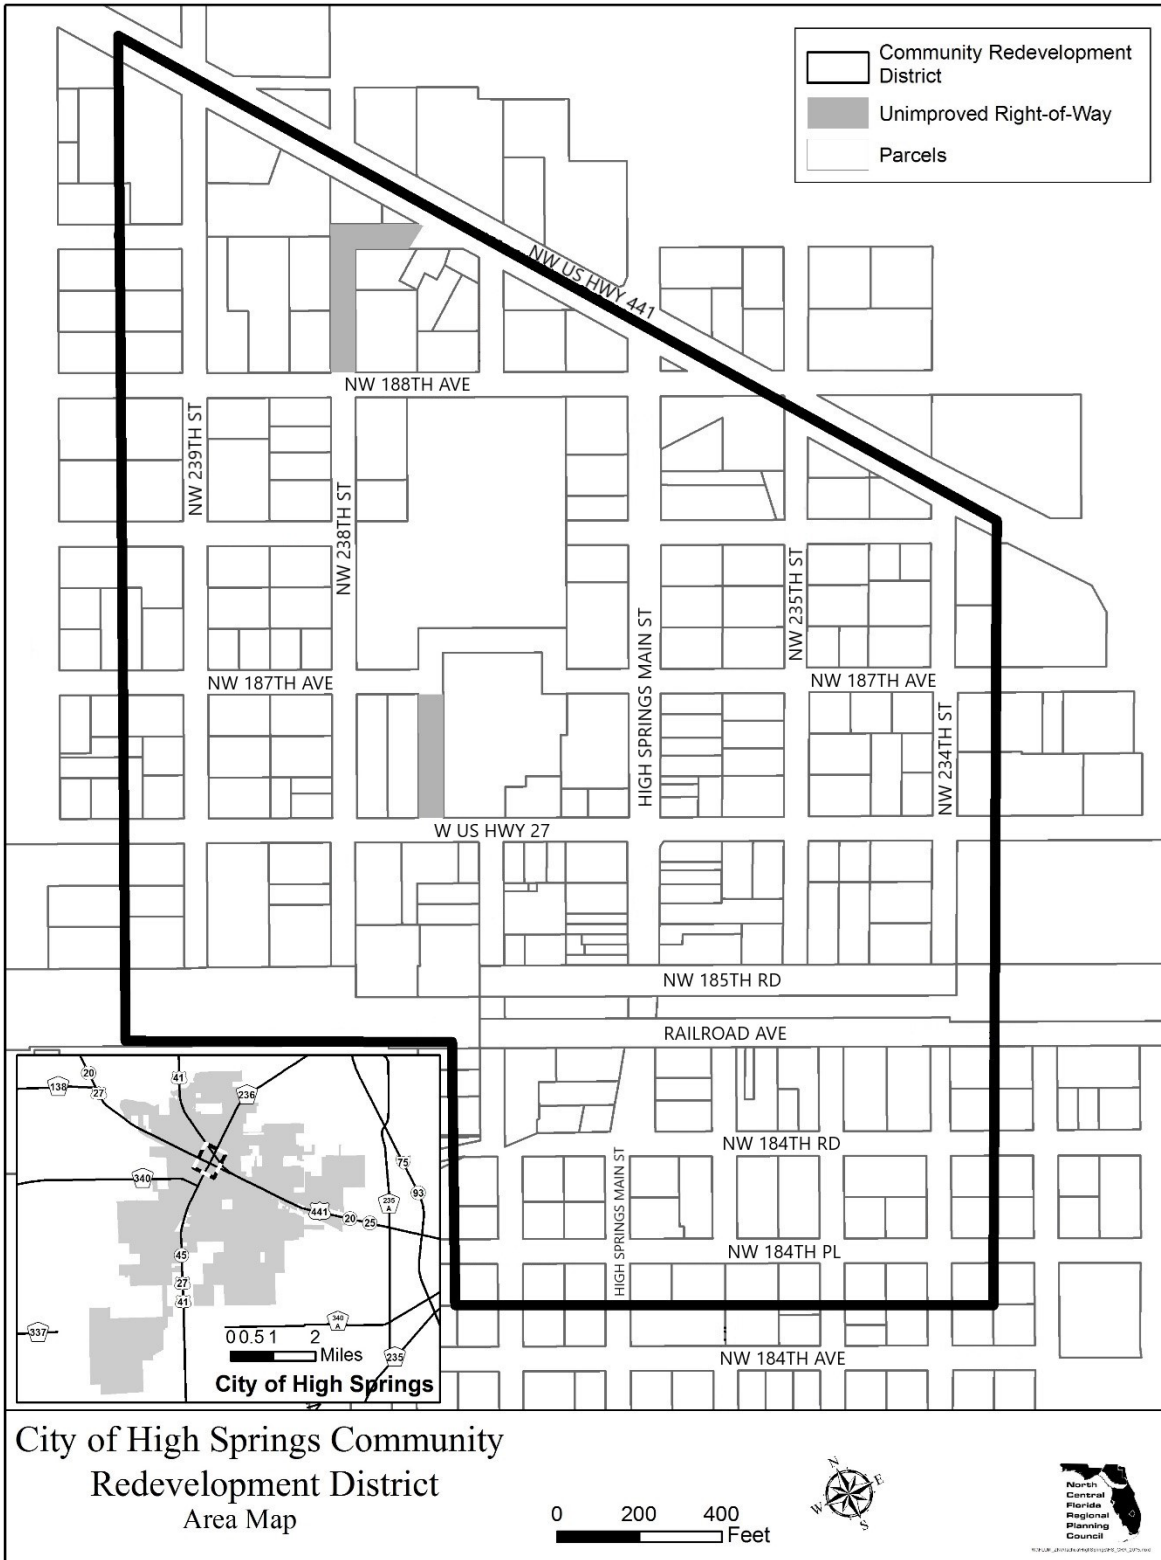 Community Redevelopment
District
Unimproved Right-of-Way
Parcels
NW US HWY 441
NW 188TH AVE
NW 239TH ST
NW 238TH ST
NW 235TH ST
HIGH SPRINGS MAIN ST
NW 187TH AVE
NW 187TH AVE
NW 234TH ST
W US HWY 27
NW 185TH RD
RAILROAD AVE
NW 184TH RD
HIGH SPRINGS MAIN ST
NW 184TH PL
NW 184TH AVE
20
41
138
27
236
75
340
93
235
A
441
20
25
45
27
41
340
A
337
235
0 0.5 1 2
Miles
City of High Springs
City of High Springs Community
Redevelopment District
Area Map
0 200 400
Feet
N
E
W
S
North
Central
Florida
Regional
Planning
Council